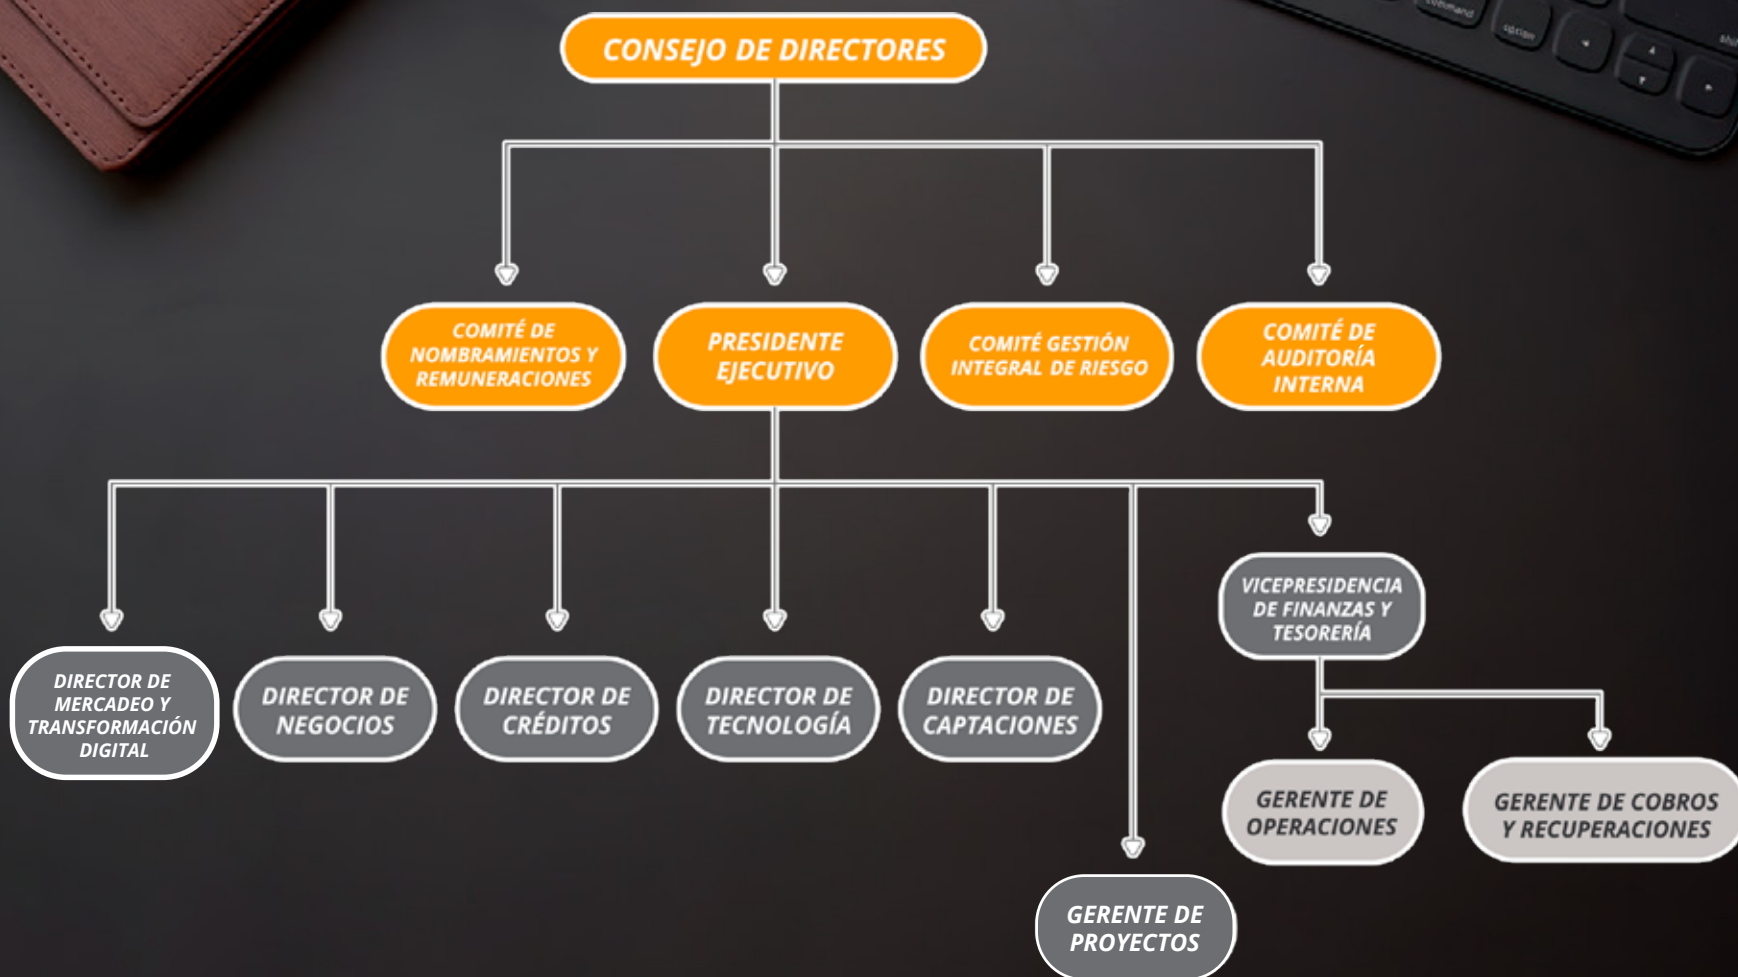 command
option
CONSEJO DE DIRECTORES
COMITÉ DE
NOMBRAMIENTOS Y
REMUNERACIONES
PRESIDENTE
EJECUTIVO
COMITÉ GESTIÓN
INTEGRAL DE RIESGO
COMITÉ DE
AUDITORÍA
INTERNA
VICEPRESIDENCIA
DE FINANZAS Y
TESORERÍA
DIRECTOR DE
MERCADEO Y
TRANSFORMACIÓN
DIGITAL
DIRECTOR DE
NEGOCIOS
DIRECTOR DE
CRÉDITOS
DIRECTOR DE
TECNOLOGÍA
DIRECTOR DE
CAPTACIONES
GERENTE DE
OPERACIONES
GERENTE DE COBROS
Y RECUPERACIONES
GERENTE DE
PROYECTOS